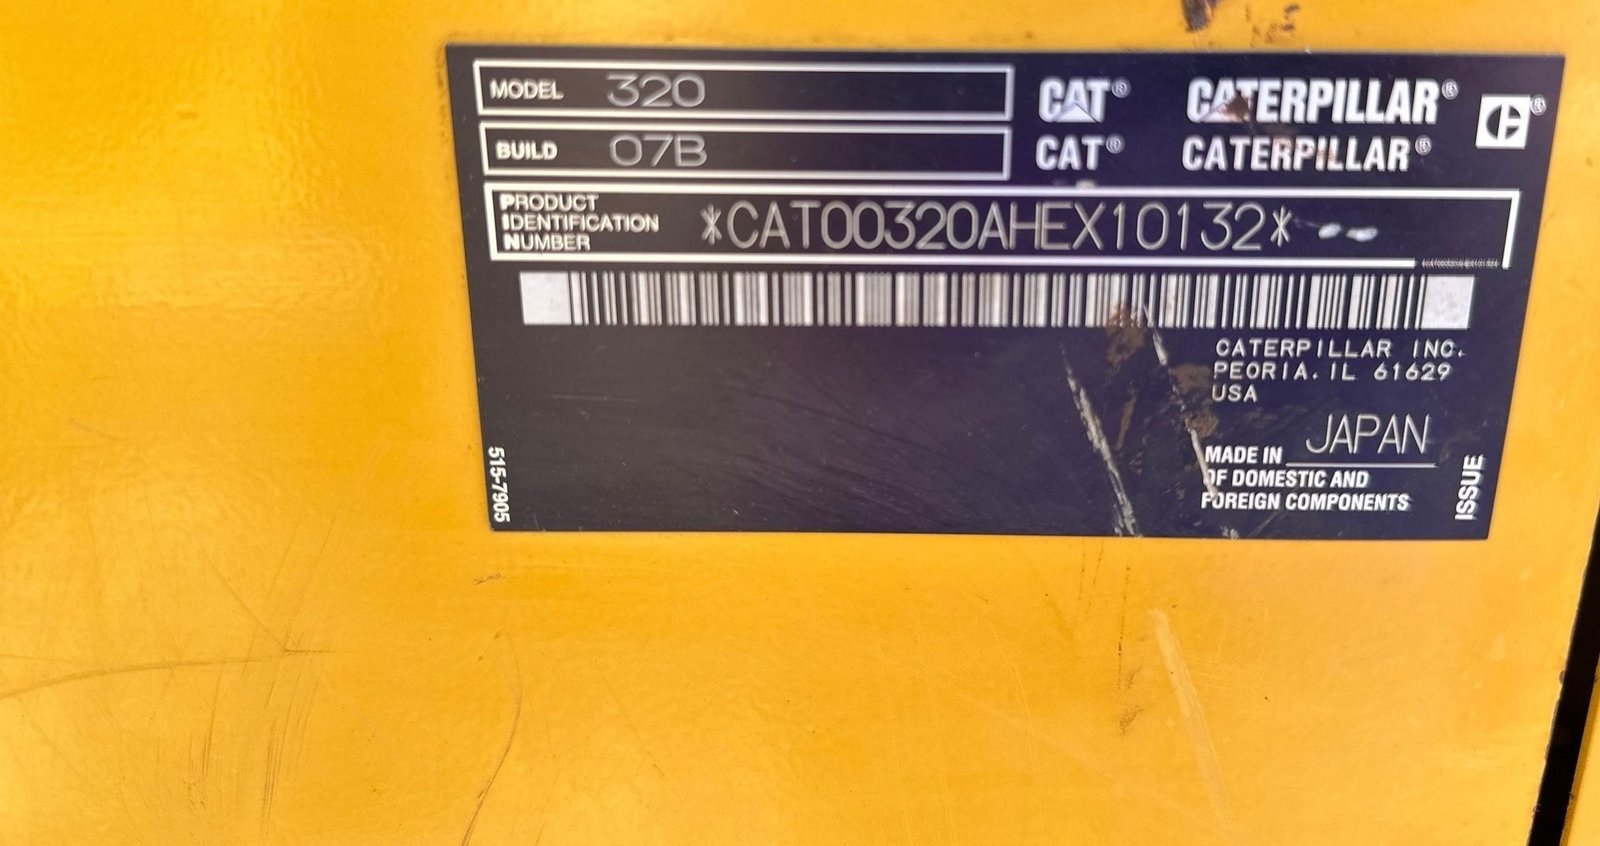 MODEL 320
BUILD 07B
CAT® CATERPILLAR®
CAT® CATERPILLAR®
PRODUCT
IDENTIFICATION
NUMBER
*CAT00320AHEX10132*
CATERPILLAR INC.
PEORIA. IL 61629
USA
MADE IN JAPAN
OF DOMESTIC AND
FOREIGN COMPONENTS
515-7905
ISSUE